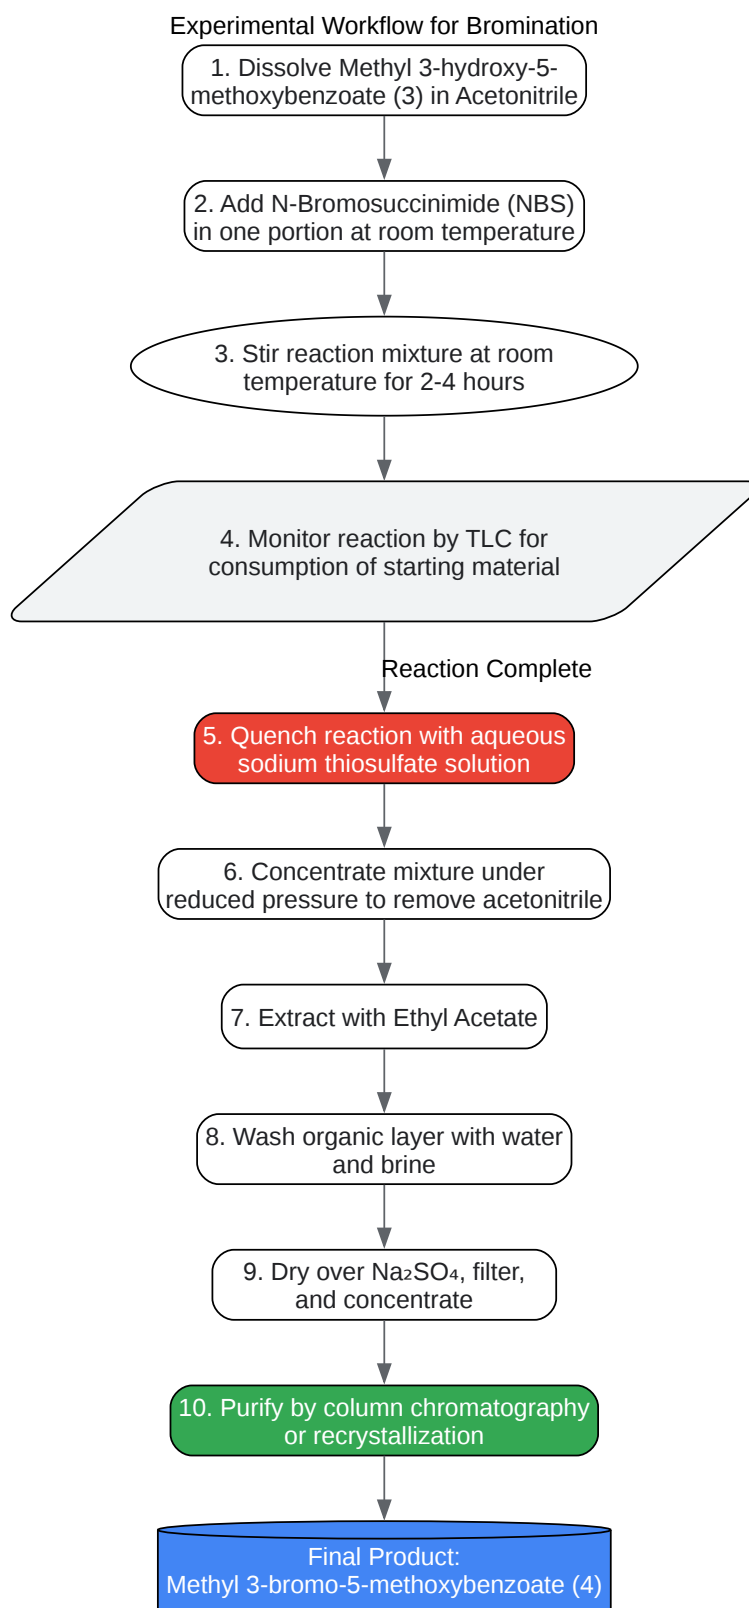 Experimental Workflow for Bromination
1. Dissolve Methyl 3-hydroxy-5-
methoxybenzoate (3) in Acetonitrile
2. Add N-Bromosuccinimide (NBS)
in one portion at room temperature
3. Stir reaction mixture at room
temperature for 2-4 hours
4. Monitor reaction by TLC for
consumption of starting material
Reaction Complete
5. Quench reaction with aqueous
sodium thiosulfate solution
6. Concentrate mixture under
reduced pressure to remove acetonitrile
7. Extract with Ethyl Acetate
8. Wash organic layer with water
and brine
9. Dry over Na₂SO₄, filter,
and concentrate
10. Purify by column chromatography
or recrystallization
Final Product:
Methyl 3-bromo-5-methoxybenzoate (4)